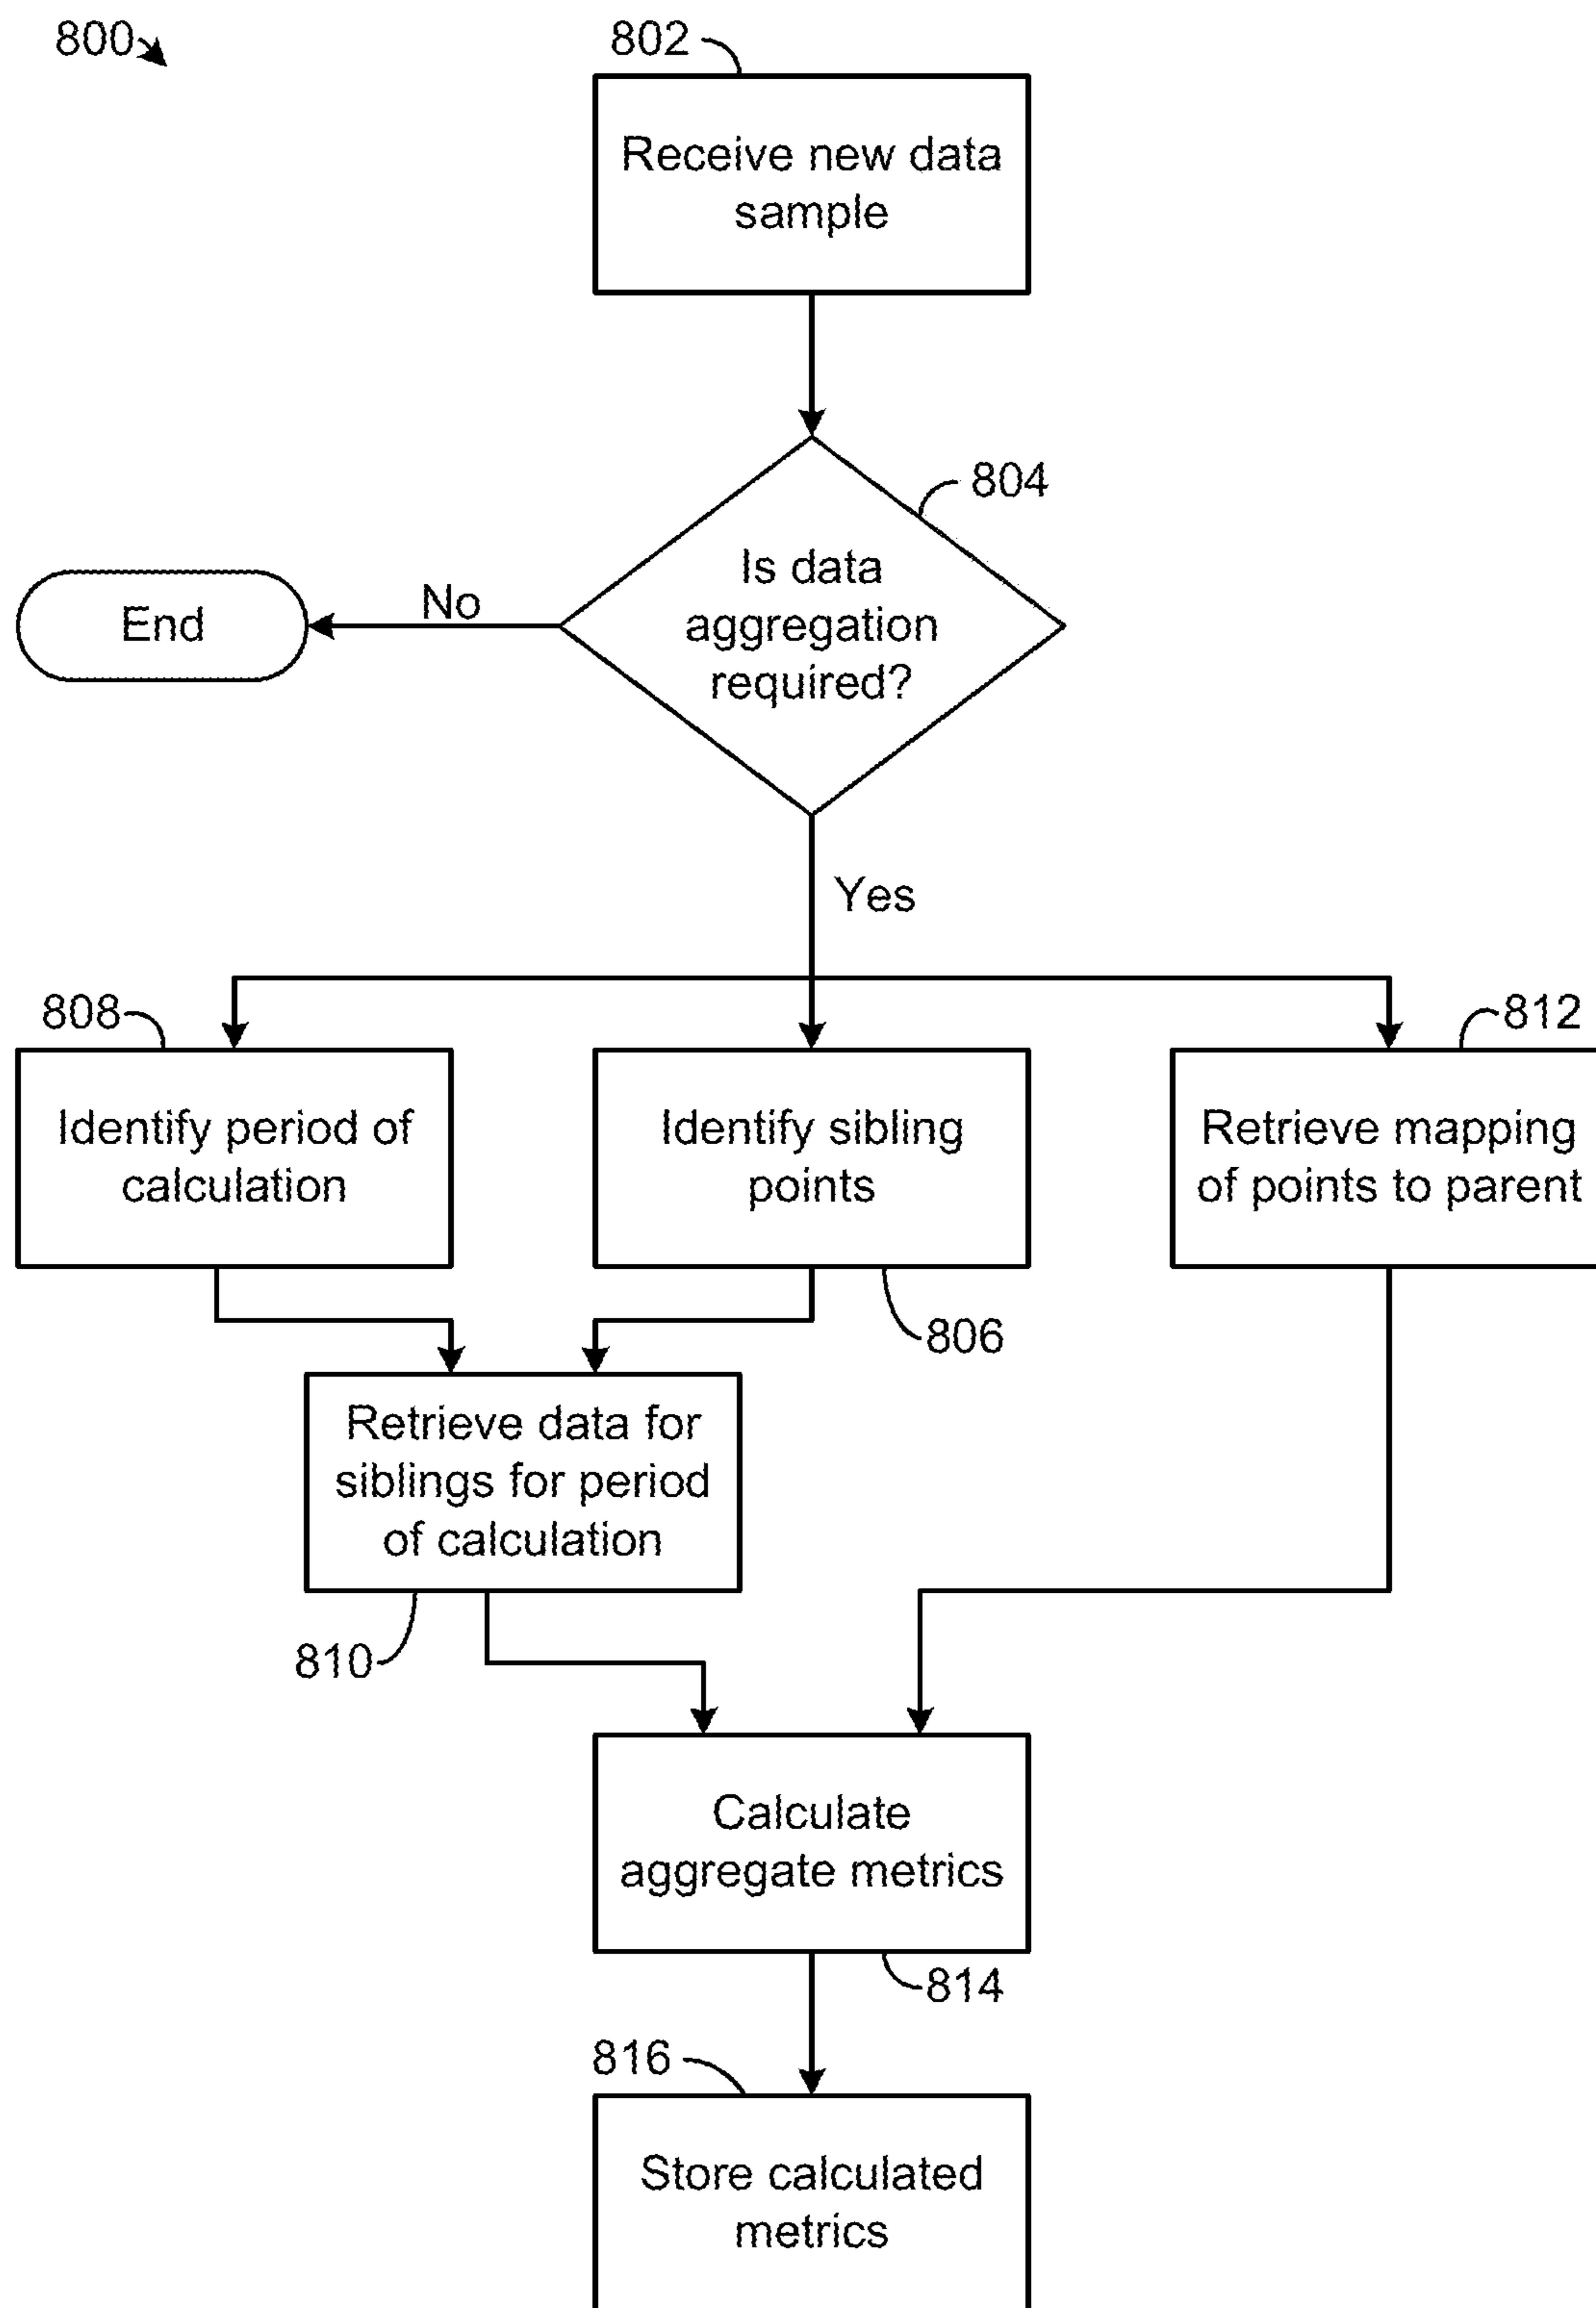 800
802
Receive new data
sample
804
Is data
aggregation
required?
No
End
Yes
808
812
Identify period of
calculation
Identify sibling
points
Retrieve mapping
of points to parent
806
Retrieve data for
siblings for period
of calculation
810
Calculate
aggregate metrics
814
816
Store calculated
metrics